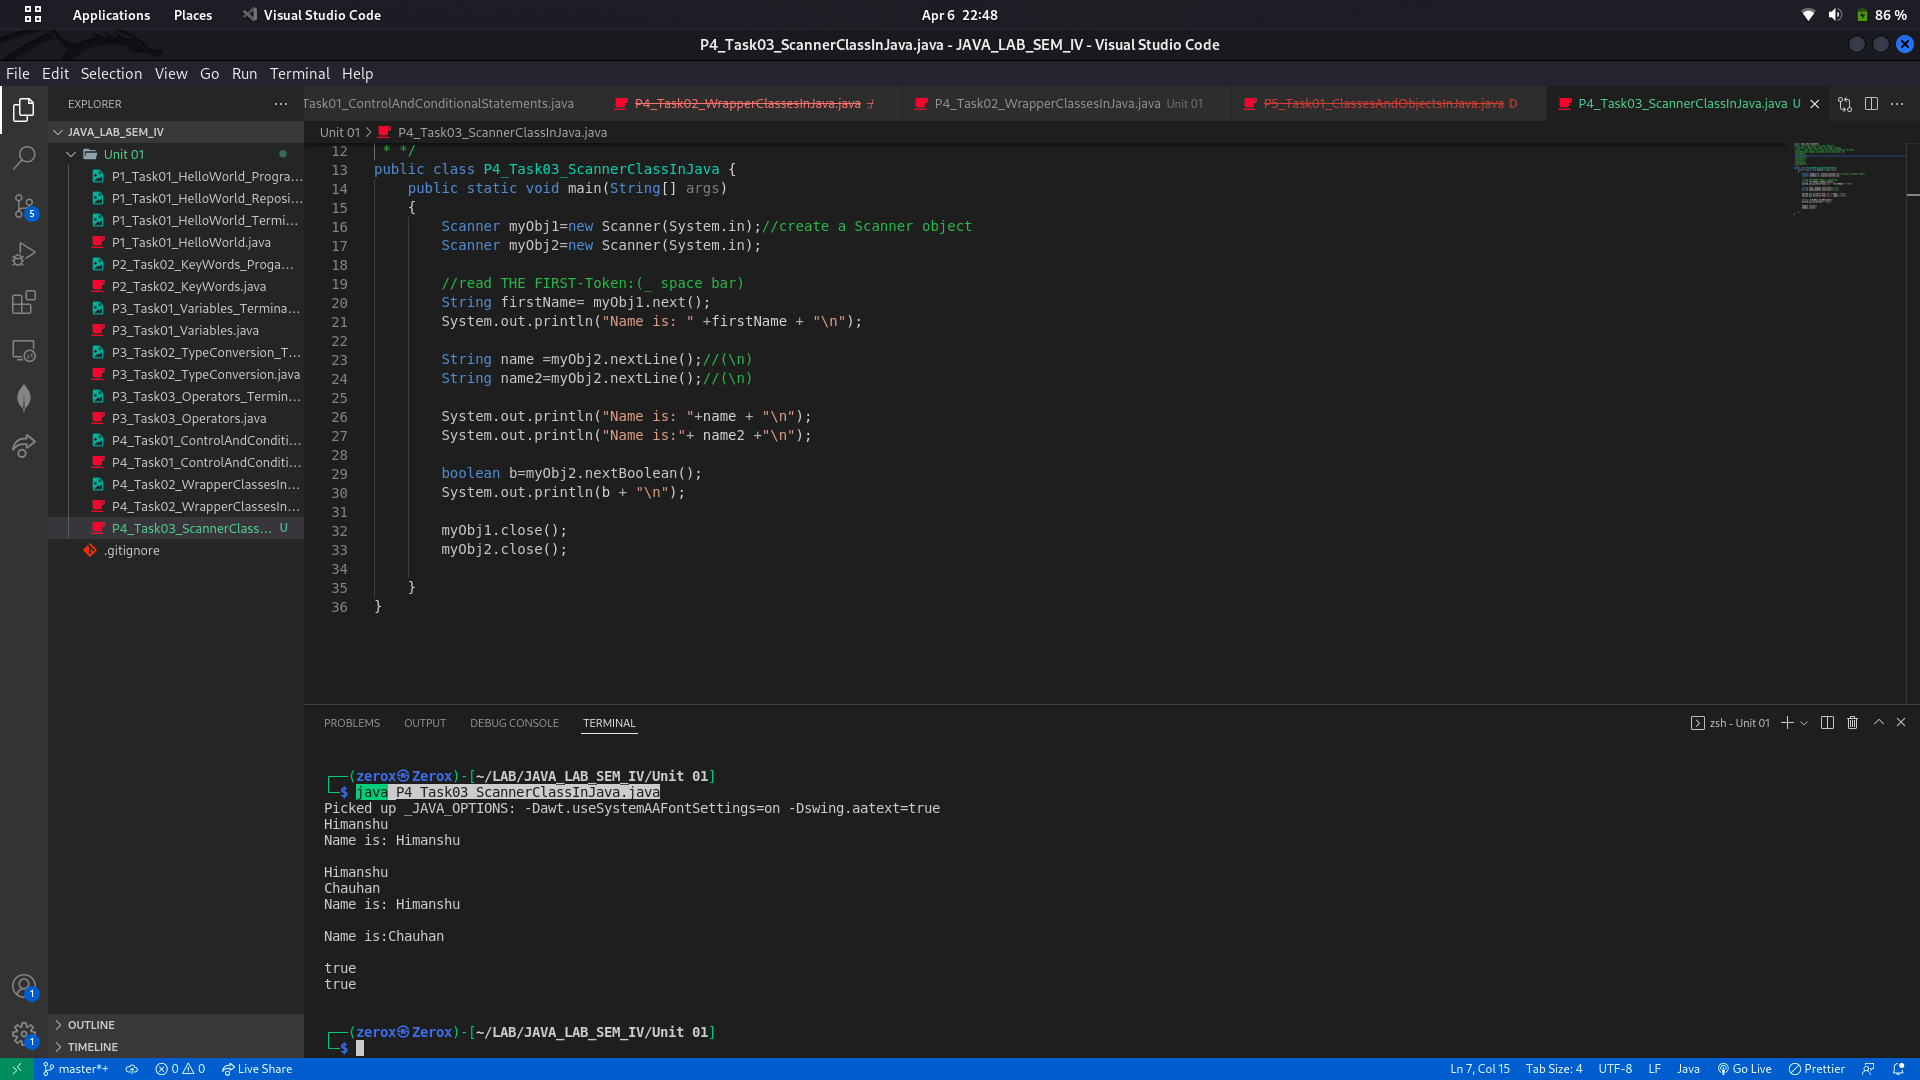 Applications Places Visual Studio Code Apr 6 22:48 86 %
P4_Task03_ScannerClassInJava.java - JAVA_LAB_SEM_IV - Visual Studio Code
File Edit Selection View Go Run Terminal Help
EXPLORER
Task01_ControlAndConditionalStatements.java P4_Task02_WrapperClassesInJava.java :/ P4_Task02_WrapperClassesInJava.java Unit 01 P5_Task01_ClassesAndObjectsInJava.java D P4_Task03_ScannerClassInJava.java U
JAVA_LAB_SEM_IV
Unit 01
P1_Task01_HelloWorld_Progra...
P1_Task01_HelloWorld_Reposi...
P1_Task01_HelloWorld_Termi...
P1_Task01_HelloWorld.java
P2_Task02_KeyWords_Proga...
P2_Task02_KeyWords.java
P3_Task01_Variables_Termina...
P3_Task01_Variables.java
P3_Task02_TypeConversion_T...
P3_Task02_TypeConversion.java
P3_Task03_Operators_Termin...
P3_Task03_Operators.java
P4_Task01_ControlAndConditi...
P4_Task01_ControlAndConditi...
P4_Task02_WrapperClassesIn...
P4_Task02_WrapperClassesIn...
P4_Task03_ScannerClass... U
.gitignore
5
1
1
OUTLINE
TIMELINE
Unit 01 > P4_Task03_ScannerClassInJava.java
12 * */
13 public class P4_Task03_ScannerClassInJava {
14 public static void main(String[] args)
15 {
16 Scanner myObj1=new Scanner(System.in);//create a Scanner object
17 Scanner myObj2=new Scanner(System.in);
18
19 //read THE FIRST-Token:(_ space bar)
20 String firstName= myObj1.next();
21 System.out.println("Name is: " +firstName + "\n");
22
23 String name =myObj2.nextLine();//(\n)
24 String name2=myObj2.nextLine();//(\n)
25
26 System.out.println("Name is: "+name + "\n");
27 System.out.println("Name is:"+ name2 +"\n");
28
29 boolean b=myObj2.nextBoolean();
30 System.out.println(b + "\n");
31
32 myObj1.close();
33 myObj2.close();
34
35 }
36 }
PROBLEMS OUTPUT DEBUG CONSOLE TERMINAL zsh - Unit 01
┌──(zerox㉿Zerox)-[~/LAB/JAVA_LAB_SEM_IV/Unit 01]
└─$ java P4_Task03_ScannerClassInJava.java
Picked up _JAVA_OPTIONS: -Dawt.useSystemAAFontSettings=on -Dswing.aatext=true
Himanshu
Name is: Himanshu
Himanshu
Chauhan
Name is: Himanshu
Name is:Chauhan
true
true
┌──(zerox㉿Zerox)-[~/LAB/JAVA_LAB_SEM_IV/Unit 01]
└─$
master*+ 0 0 Live Share Ln 7, Col 15 Tab Size: 4 UTF-8 LF Java Go Live Prettier